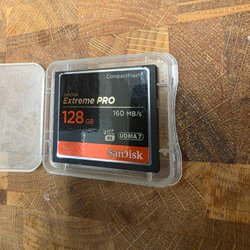 CompactFlash
SanDisk
Extreme PRO
128 GB
160 MB/s
UDMA 7
SanDisk